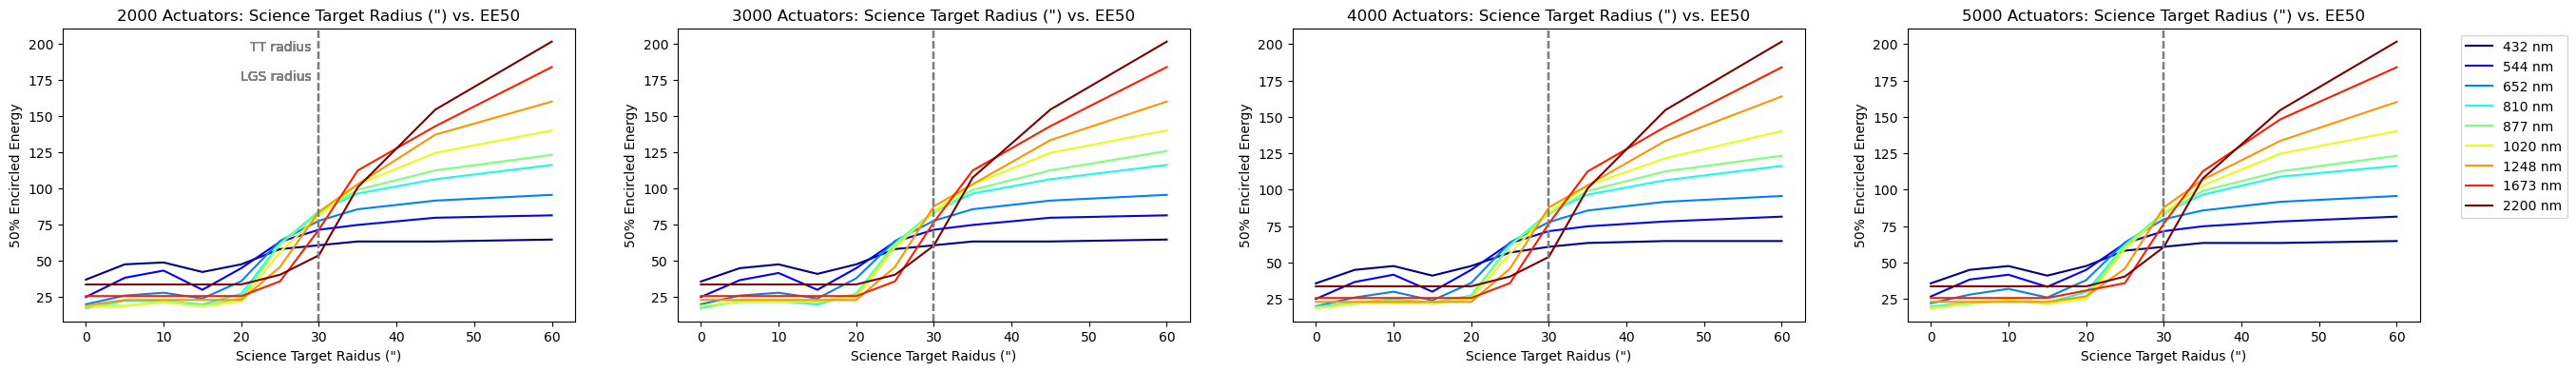 2000 Actuators: Science Target Radius (") vs. EE50
TT radius
LGS radius
50% Encircled Energy
200
175
150
125
100
75
50
25
0 10 20 30 40 50 60
Science Target Raidus (")
3000 Actuators: Science Target Radius (") vs. EE50
50% Encircled Energy
200
175
150
125
100
75
50
25
0 10 20 30 40 50 60
Science Target Raidus (")
4000 Actuators: Science Target Radius (") vs. EE50
50% Encircled Energy
200
175
150
125
100
75
50
25
0 10 20 30 40 50 60
Science Target Raidus (")
5000 Actuators: Science Target Radius (") vs. EE50
50% Encircled Energy
200
175
150
125
100
75
50
25
0 10 20 30 40 50 60
Science Target Raidus (")
432 nm
544 nm
652 nm
810 nm
877 nm
1020 nm
1248 nm
1673 nm
2200 nm